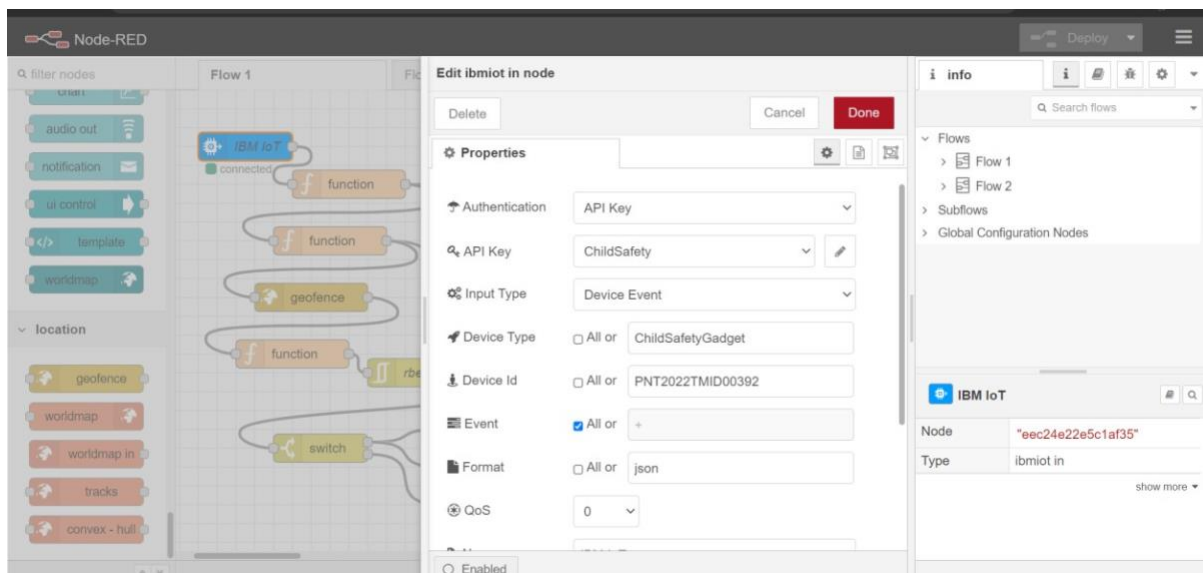 Node-RED
Deploy
filter nodes
chart
audio out
notification
ui control
template
worldmap
location
geofence
worldmap
worldmap in
tracks
convex - hull
Flow 1
IBM IoT
connected
function
function
geofence
function
rbe
switch
Edit ibmiot in node
Delete
Cancel
Done
Properties
Authentication
API Key
API Key
ChildSafety
Input Type
Device Event
Device Type
All or
ChildSafetyGadget
Device Id
All or
PNT2022TMID00392
Event
All or
+
Format
All or
json
QoS
0
Enabled
i info
i
Search flows
Flows
Flow 1
Flow 2
Subflows
Global Configuration Nodes
IBM IoT
Node
"eec24e22e5c1af35"
Type
ibmiot in
show more